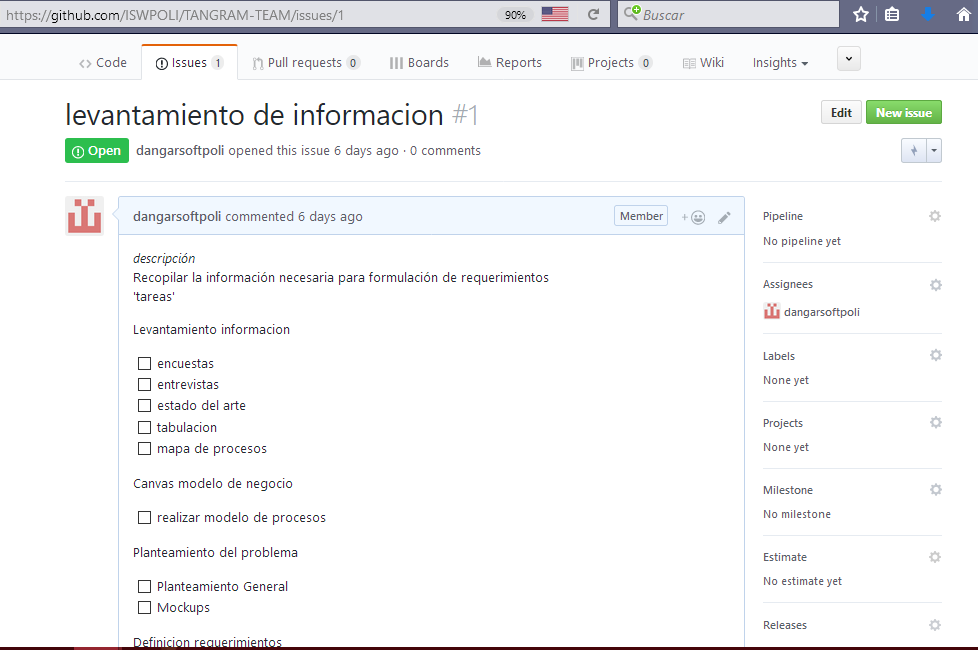 https://github.com/ISWPOLI/TANGRAM-TEAM/issues/1 90% Buscar
Code Issues 1 Pull requests 0 Boards Reports Projects 0 Wiki Insights
levantamiento de informacion #1 Edit New issue
Open dangarsoftpoli opened this issue 6 days ago · 0 comments
dangarsoftpoli commented 6 days ago Member
descripción
Recopilar la información necesaria para formulación de requerimientos
'tareas'
Levantamiento informacion
encuestas
entrevistas
estado del arte
tabulacion
mapa de procesos
Canvas modelo de negocio
realizar modelo de procesos
Planteamiento del problema
Planteamiento General
Mockups
Definicion requerimientos
Pipeline
No pipeline yet
Assignees
dangarsoftpoli
Labels
None yet
Projects
None yet
Milestone
No milestone
Estimate
No estimate yet
Releases